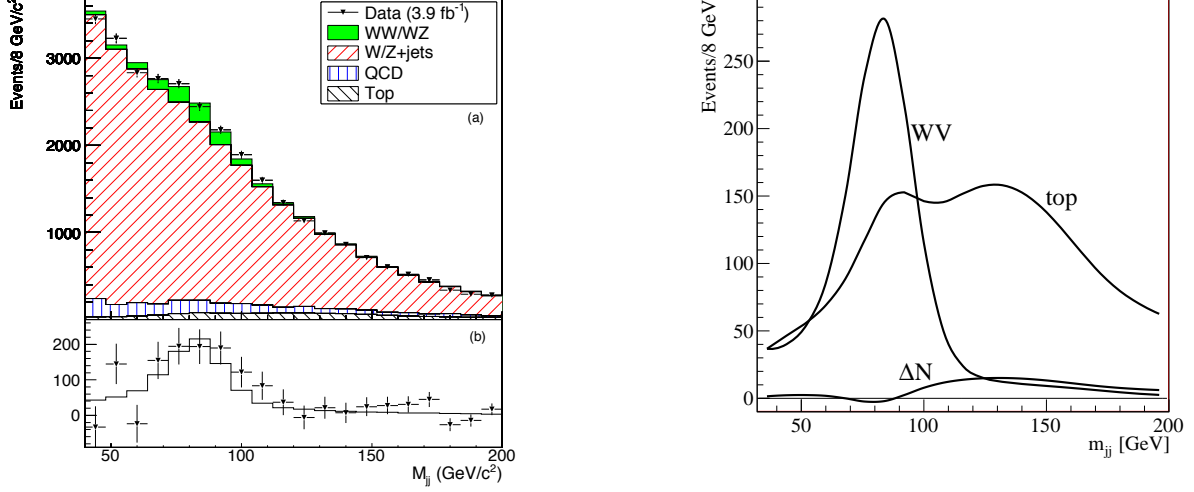 Events/8 GeV/c²
3000
2000
1000
Data (3.9 fb⁻¹)
WW/WZ
W/Z+jets
QCD
Top
(a)
200
100
0
(b)
50
100
150
200
M_jj (GeV/c²)
Events/8 GeV
250
200
150
100
50
0
WV
top
ΔN
50
100
150
200
m_jj [GeV]